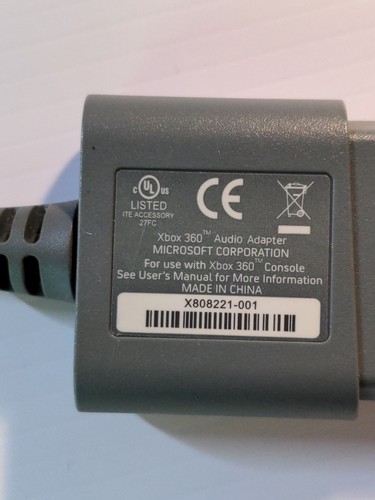 C UL US
LISTED
ITE ACCESSORY
27FC
CE
Xbox 360™ Audio Adapter
MICROSOFT CORPORATION
For use with Xbox 360™ Console
See User's Manual for More Information
MADE IN CHINA
X808221-001